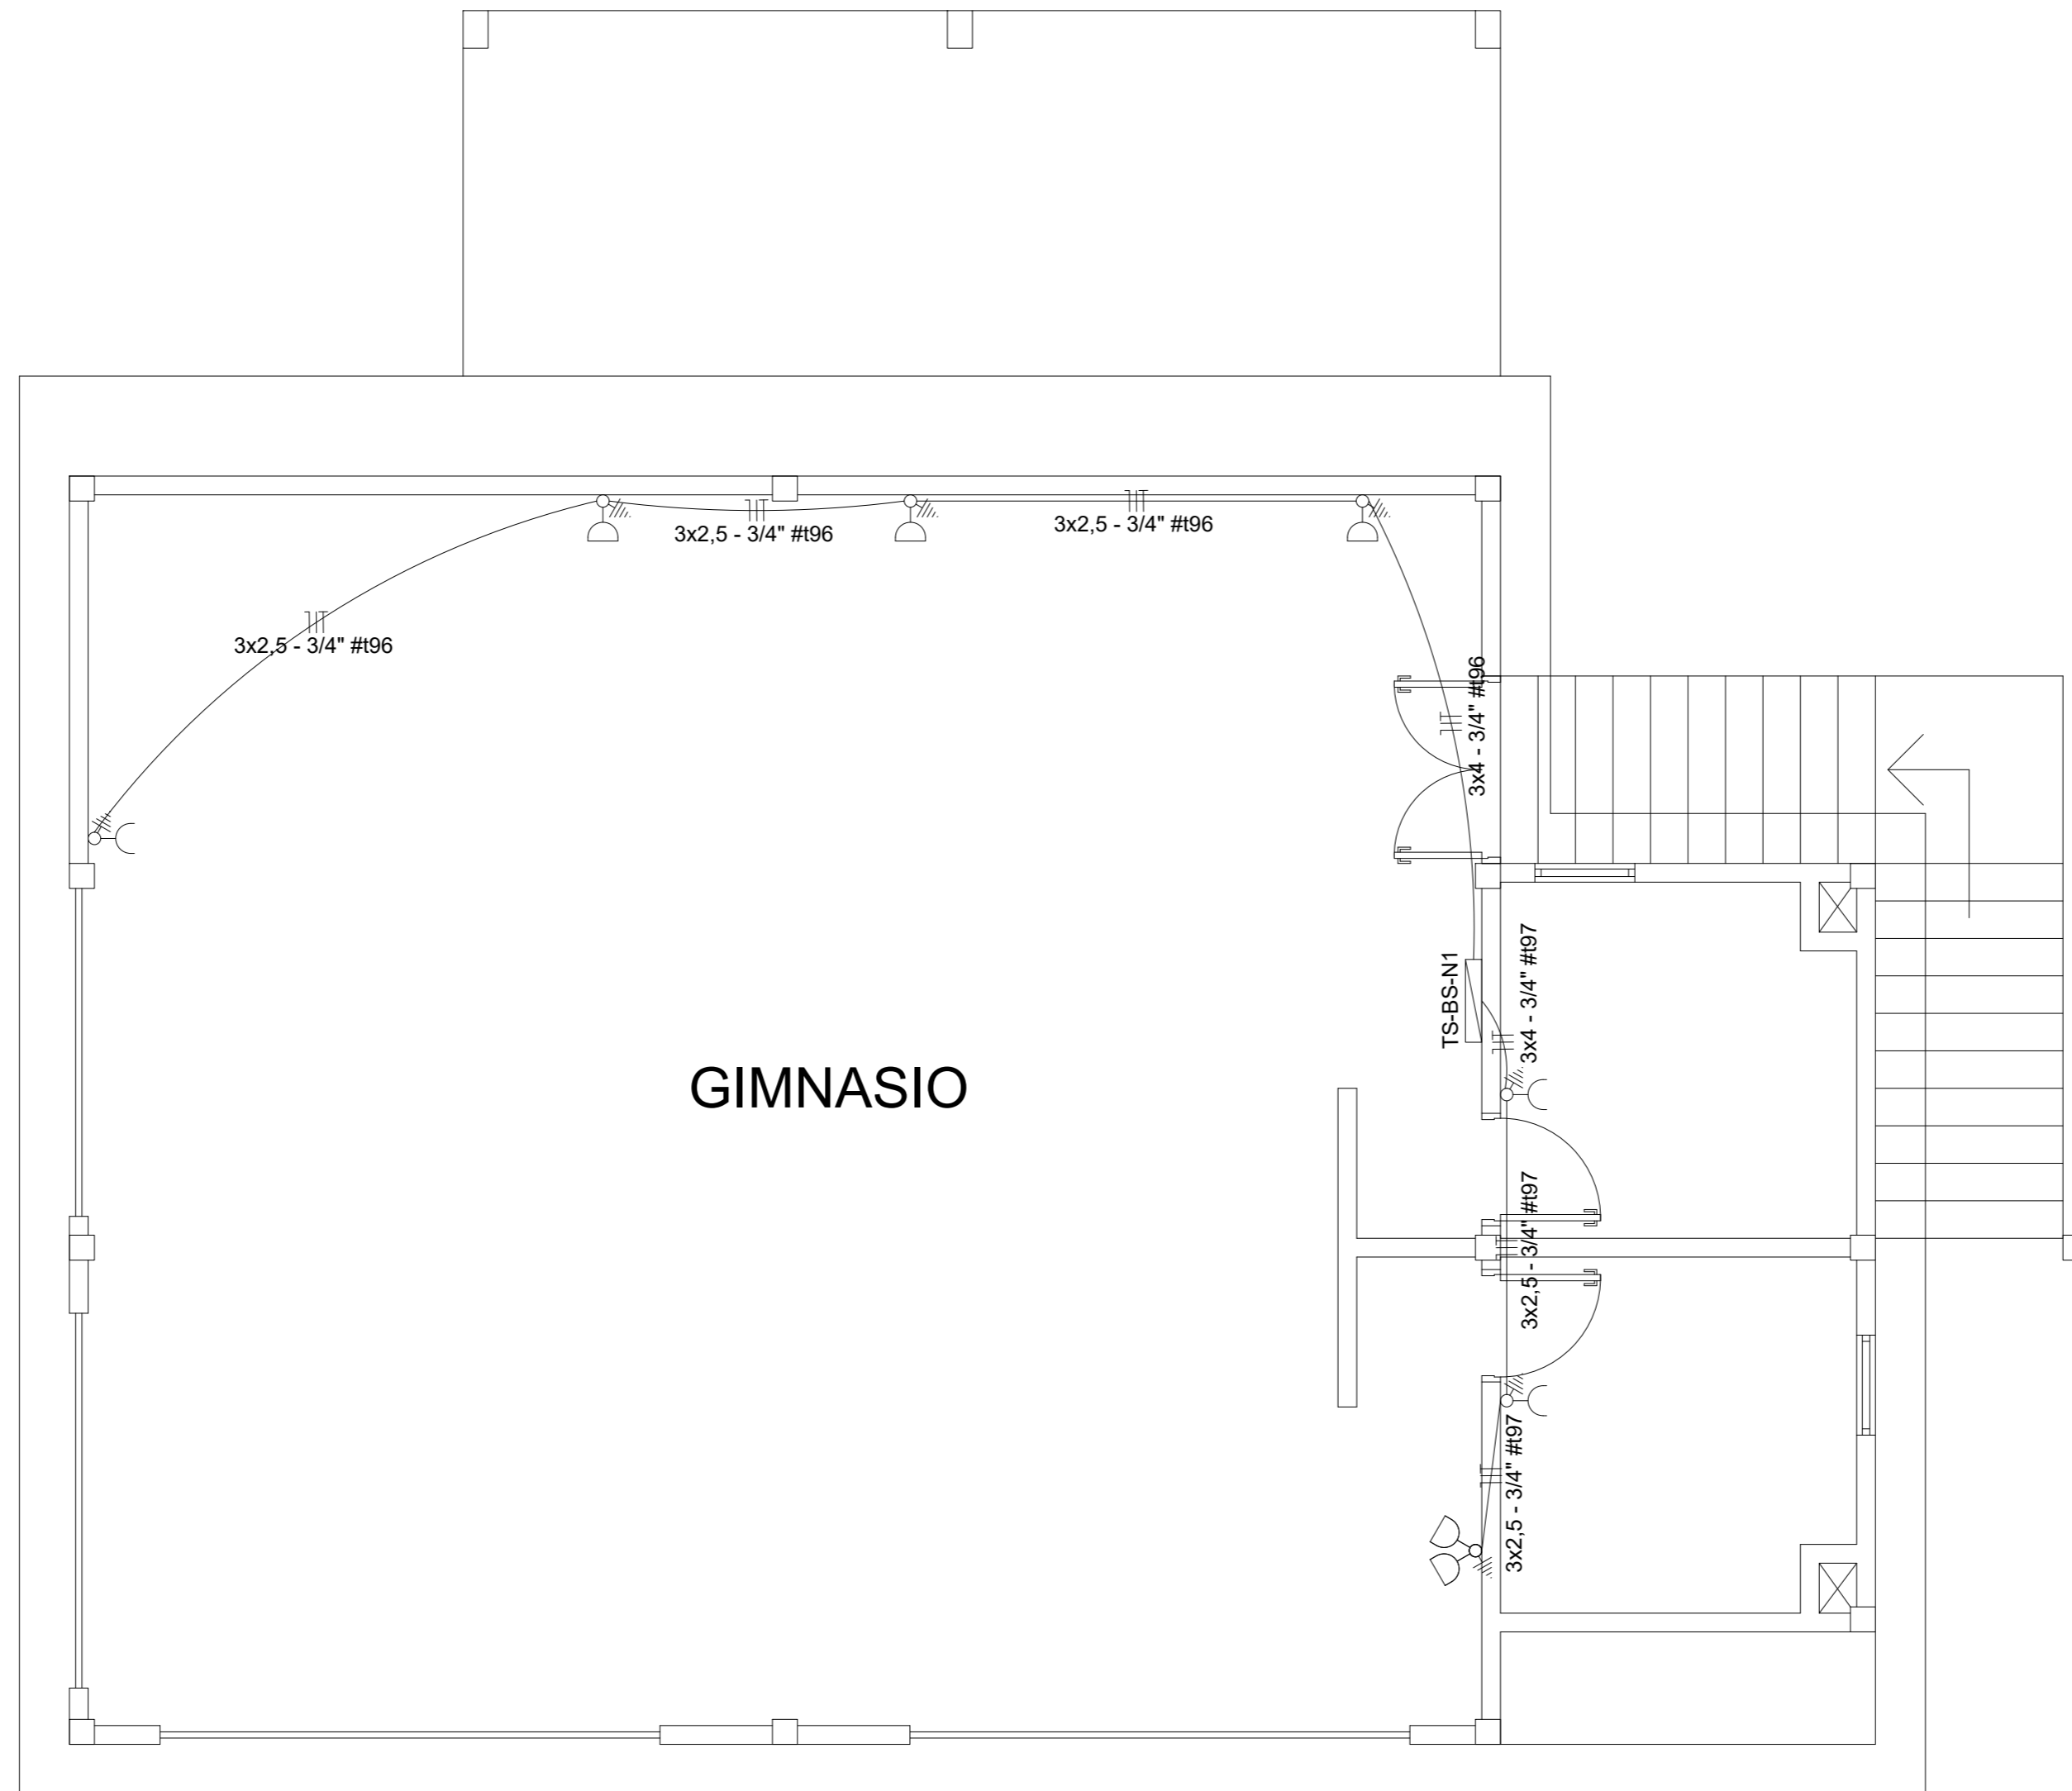 3x2,5 - 3/4" #t96
3x2,5 - 3/4" #t96
3x2,5 - 3/4" #t96
3x4 - 3/4" #t96
TS-BS-N1
3x4 - 3/4" #t97
GIMNASIO
3x2,5 - 3/4" #t97
3x2,5 - 3/4" #t97